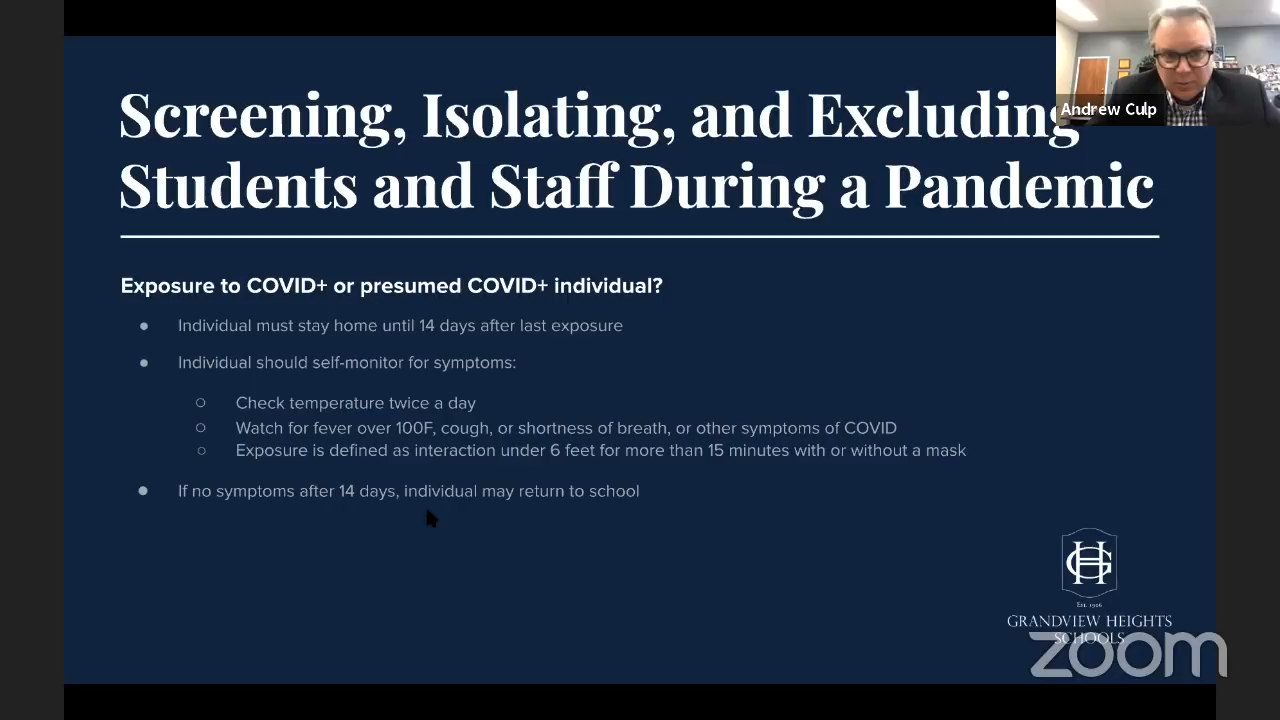 Andrew Culp
Screening, Isolating, and Excluding
Students and Staff During a Pandemic
Exposure to COVID+ or presumed COVID+ individual?
● Individual must stay home until 14 days after last exposure
● Individual should self-monitor for symptoms:
○ Check temperature twice a day
○ Watch for fever over 100F, cough, or shortness of breath, or other symptoms of COVID
○ Exposure is defined as interaction under 6 feet for more than 15 minutes with or without a mask
● If no symptoms after 14 days, individual may return to school
GH
EST. 1906
GRANDVIEW HEIGHTS
SCHOOLS
zoom